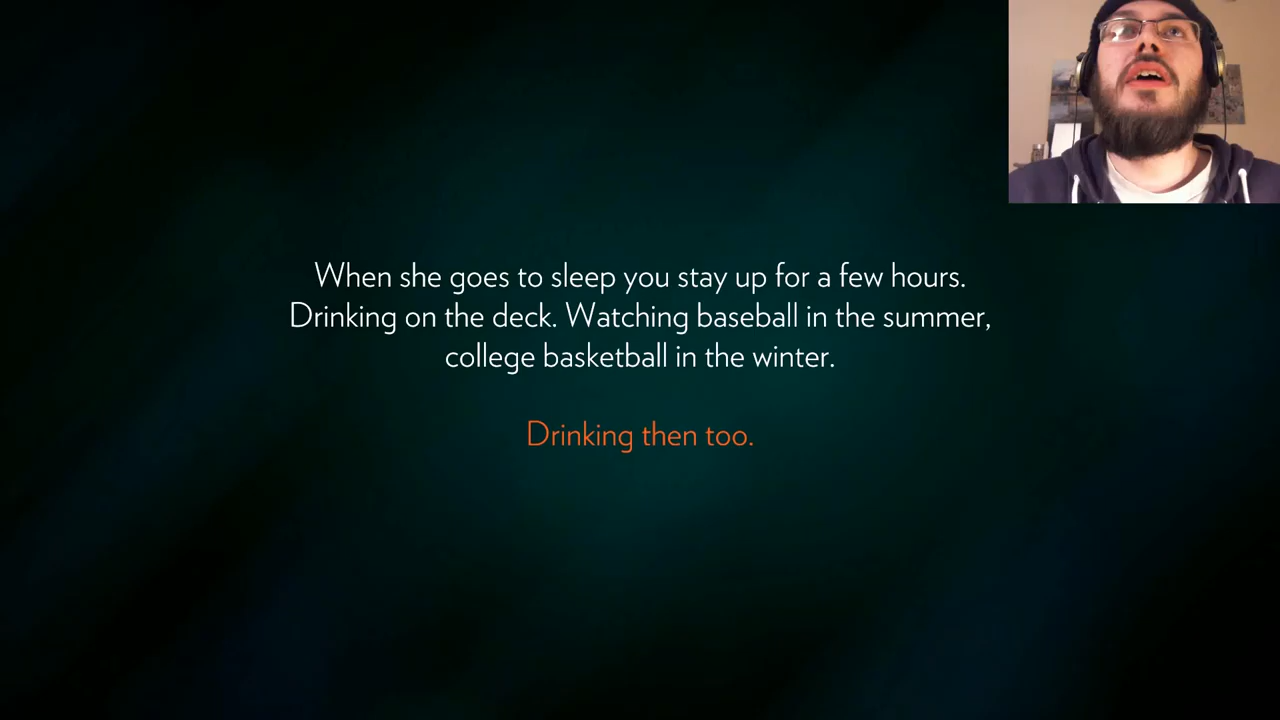 When she goes to sleep you stay up for a few hours.
Drinking on the deck. Watching baseball in the summer,
college basketball in the winter.
Drinking then too.